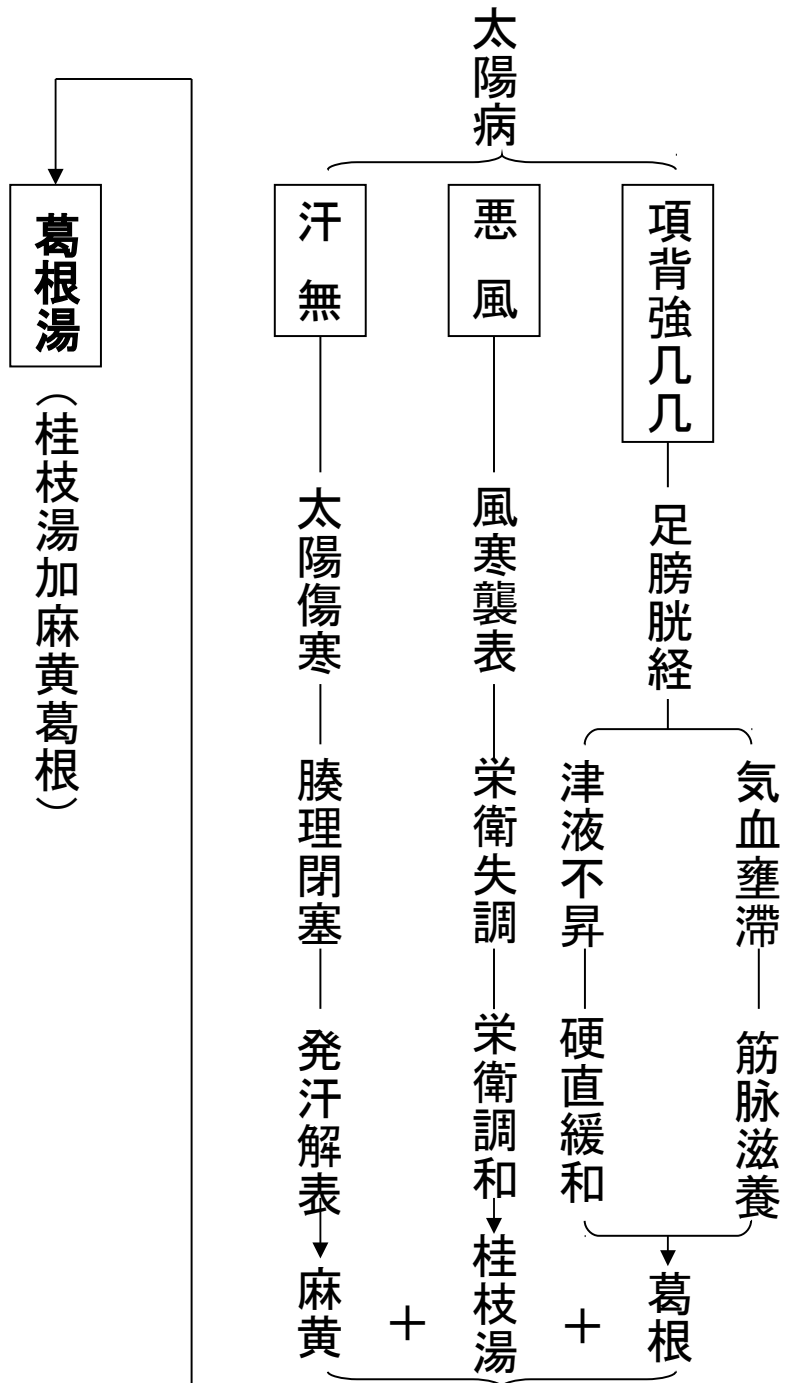 太陽病
項背強几几
足膀胱経
気血壅滞
筋脉滋養
津液不昇
硬直緩和
葛根
+
悪風
風寒襲表
栄衛失調
栄衛調和
桂枝湯
+
汗無
太陽傷寒
腠理閉塞
発汗解表
麻黄
葛根湯
（桂枝湯加麻黄葛根）